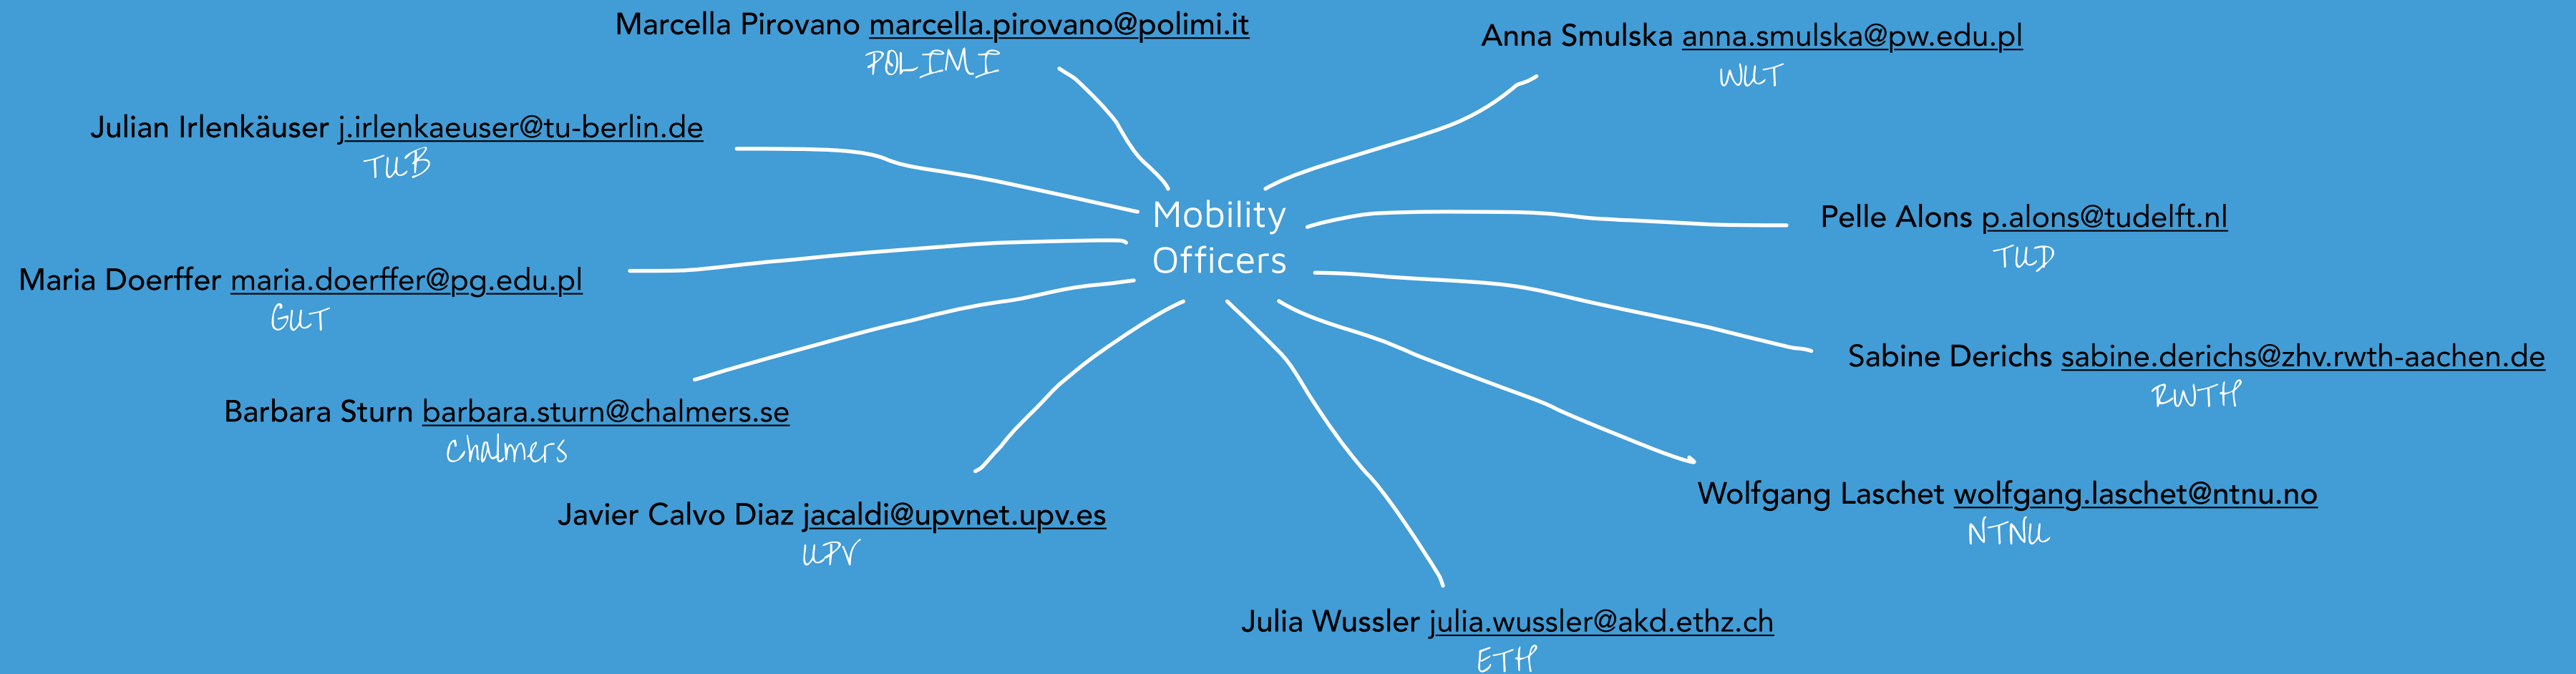 Marcella Pirovano marcella.pirovano@polimi.it
POLIMI
Anna Smulska anna.smulska@pw.edu.pl
WUT
Julian Irlenkäuser j.irlenkaeuser@tu-berlin.de
TUB
Mobility
Officers
Pelle Alons p.alons@tudelft.nl
TUD
Maria Doerffer maria.doerffer@pg.edu.pl
GUT
Sabine Derichs sabine.derichs@zhv.rwth-aachen.de
RWTH
Barbara Sturn barbara.sturn@chalmers.se
Chalmers
Wolfgang Laschet wolfgang.laschet@ntnu.no
NTNU
Javier Calvo Diaz jacaldi@upvnet.upv.es
UPV
Julia Wussler julia.wussler@akd.ethz.ch
ETH